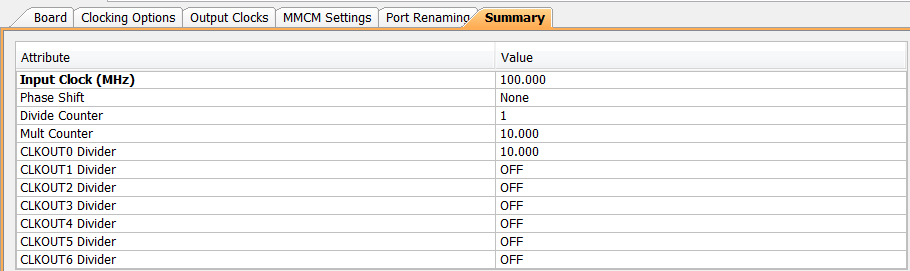 Board Clocking Options Output Clocks MMCM Settings Port Renaming Summary
Attribute Value
Input Clock (MHz) 100.000
Phase Shift None
Divide Counter 1
Mult Counter 10.000
CLKOUT0 Divider 10.000
CLKOUT1 Divider OFF
CLKOUT2 Divider OFF
CLKOUT3 Divider OFF
CLKOUT4 Divider OFF
CLKOUT5 Divider OFF
CLKOUT6 Divider OFF